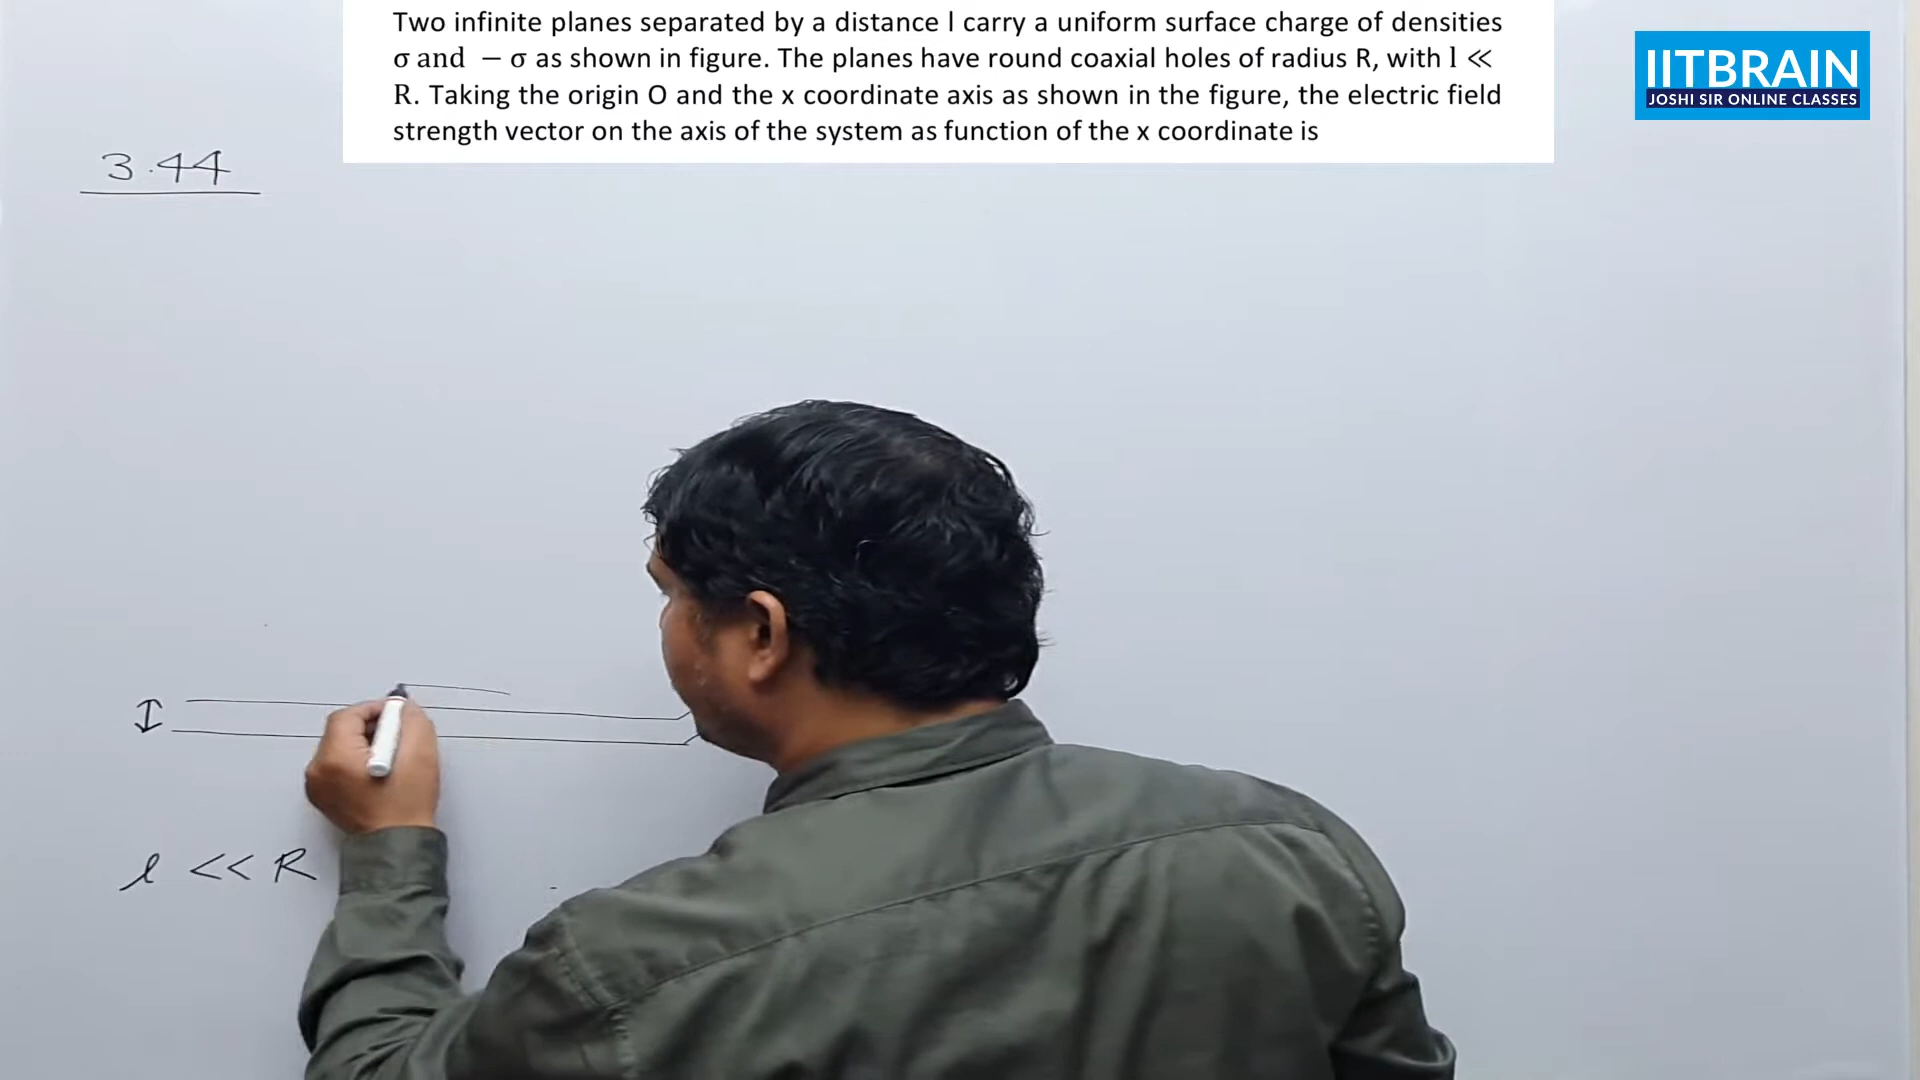 Two infinite planes separated by a distance l carry a uniform surface charge of densities
σ and − σ as shown in figure. The planes have round coaxial holes of radius R, with l ≪
R. Taking the origin O and the x coordinate axis as shown in the figure, the electric field
strength vector on the axis of the system as function of the x coordinate is
IITBRAIN
JOSHI SIR ONLINE CLASSES
3.44
l << R